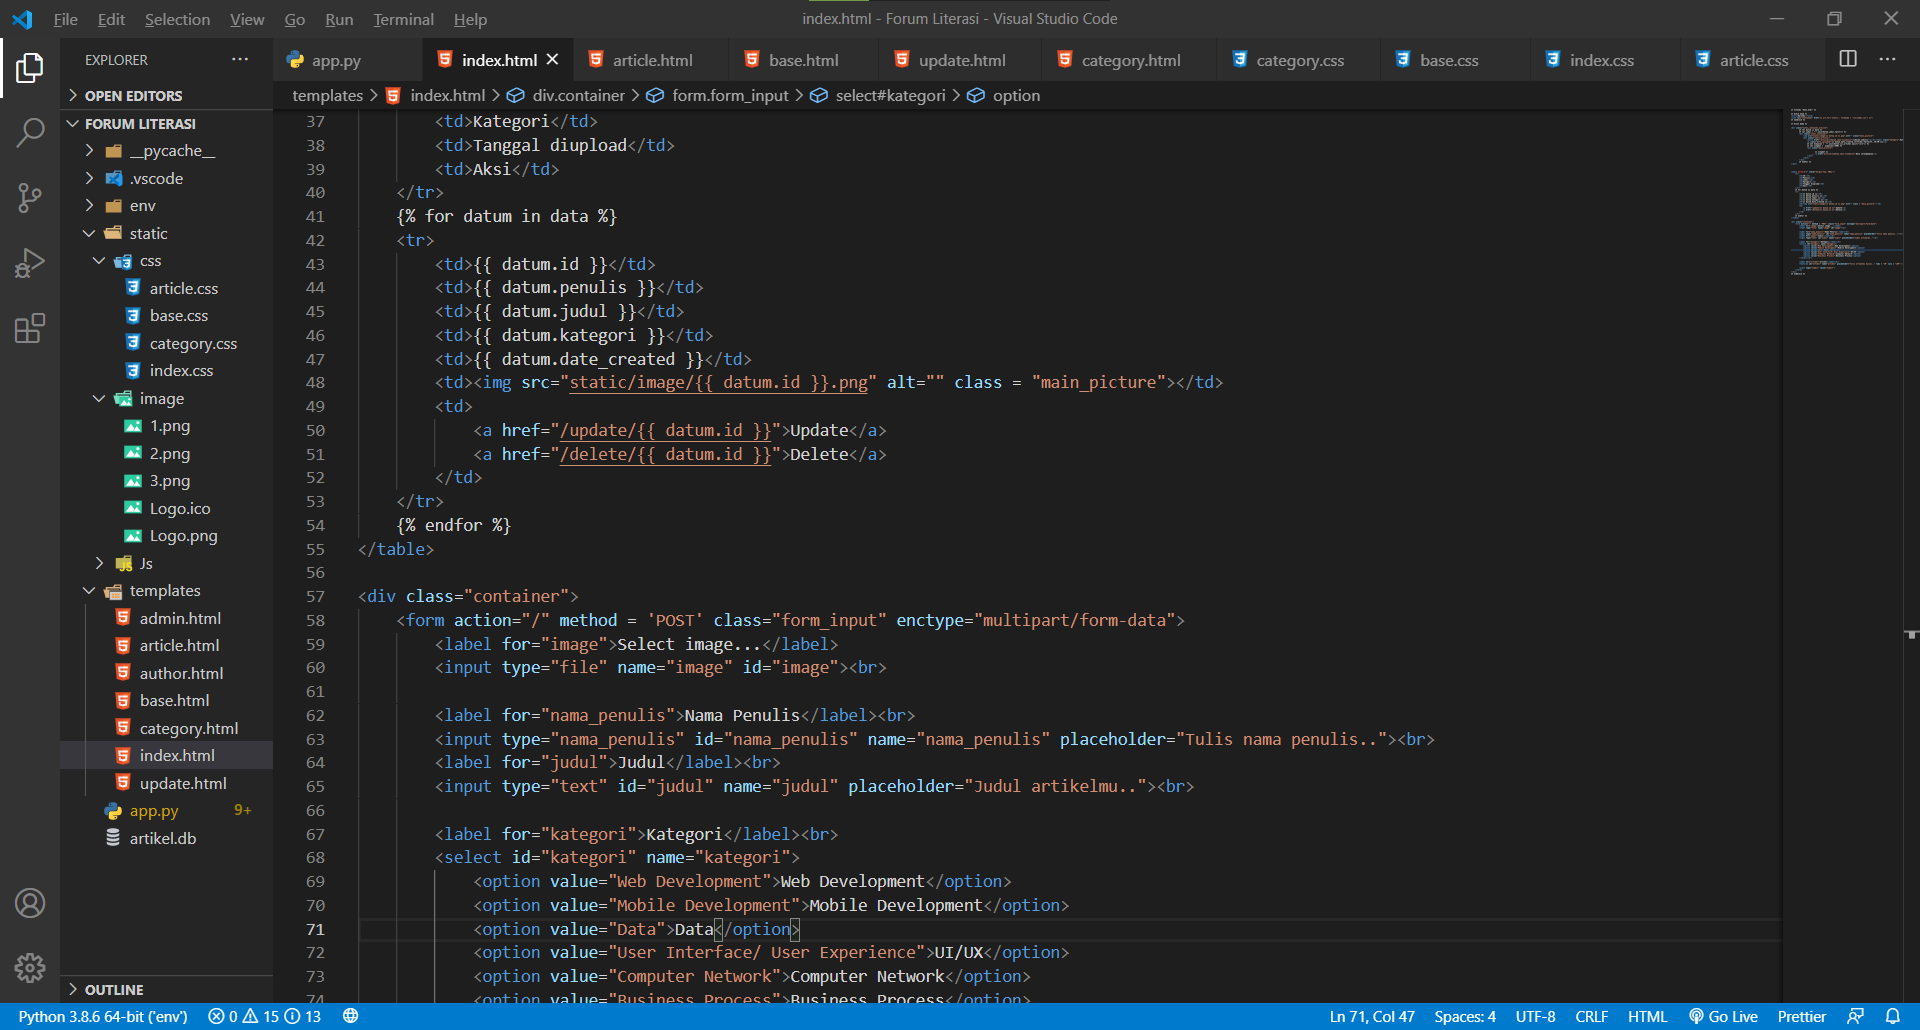 File Edit Selection View Go Run Terminal Help
index.html - Forum Literasi - Visual Studio Code
EXPLORER ···
OPEN EDITORS
FORUM LITERASI
__pycache__
.vscode
env
static
css
article.css
base.css
category.css
index.css
image
1.png
2.png
3.png
Logo.ico
Logo.png
Js
templates
admin.html
article.html
author.html
base.html
category.html
index.html
update.html
app.py 9+
artikel.db
OUTLINE
app.py index.html article.html base.html update.html category.html category.css base.css index.css article.css ···
templates > index.html > div.container > form.form_input > select#kategori > option
37 <td>Kategori</td>
38 <td>Tanggal diupload</td>
39 <td>Aksi</td>
40 </tr>
41 {% for datum in data %}
42 <tr>
43 <td>{{ datum.id }}</td>
44 <td>{{ datum.penulis }}</td>
45 <td>{{ datum.judul }}</td>
46 <td>{{ datum.kategori }}</td>
47 <td>{{ datum.date_created }}</td>
48 <td><img src="static/image/{{ datum.id }}.png" alt="" class = "main_picture"></td>
49 <td>
50 <a href="/update/{{ datum.id }}">Update</a>
51 <a href="/delete/{{ datum.id }}">Delete</a>
52 </td>
53 </tr>
54 {% endfor %}
55 </table>
56
57 <div class="container">
58 <form action="/" method = 'POST' class="form_input" enctype="multipart/form-data">
59 <label for="image">Select image...</label>
60 <input type="file" name="image" id="image"><br>
61
62 <label for="nama_penulis">Nama Penulis</label><br>
63 <input type="nama_penulis" id="nama_penulis" name="nama_penulis" placeholder="Tulis nama penulis.."><br>
64 <label for="judul">Judul</label><br>
65 <input type="text" id="judul" name="judul" placeholder="Judul artikelmu.."><br>
66
67 <label for="kategori">Kategori</label><br>
68 <select id="kategori" name="kategori">
69 <option value="Web Development">Web Development</option>
70 <option value="Mobile Development">Mobile Development</option>
71 <option value="Data">Data</option>
72 <option value="User Interface/ User Experience">UI/UX</option>
73 <option value="Computer Network">Computer Network</option>
74 <option value="Business Process">Business Process</option>
Python 3.8.6 64-bit ('env') 0 15 13
Ln 71, Col 47 Spaces: 4 UTF-8 CRLF HTML Go Live Prettier